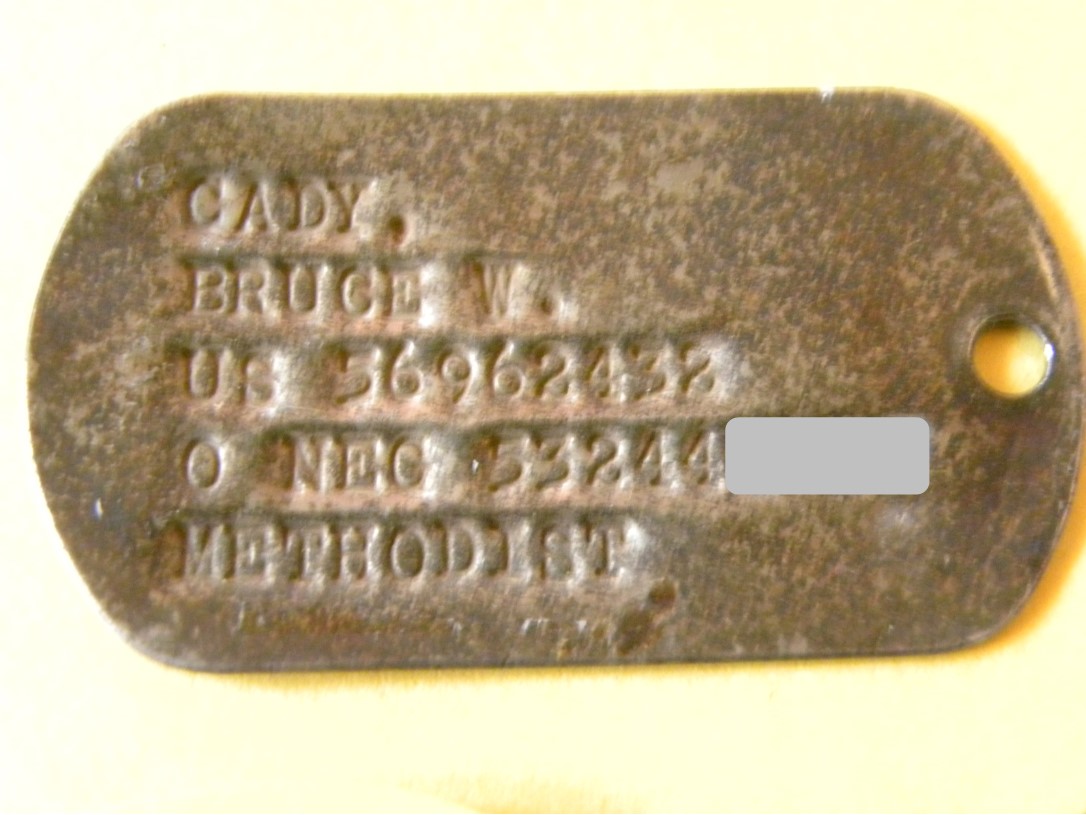 CADY,
BRUCE W.
US 56962432
O NEG 53244
METHODIST